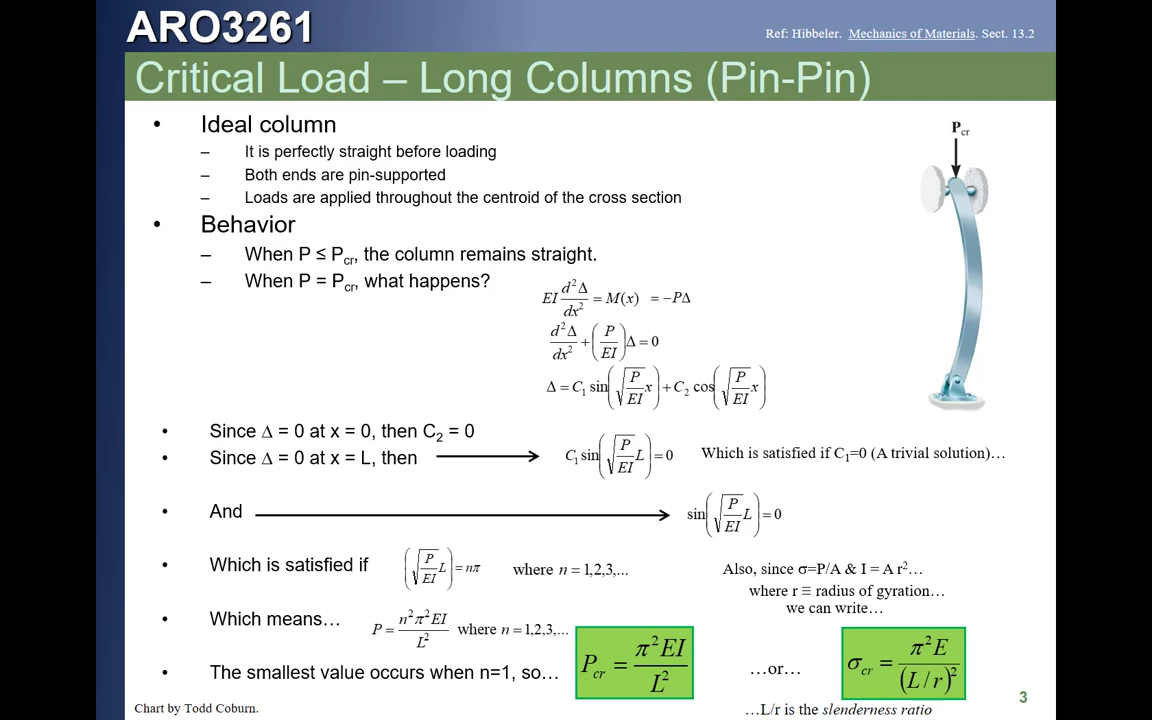 ARO3261
Ref: Hibbeler. Mechanics of Materials. Sect. 13.2
Critical Load – Long Columns (Pin-Pin)
• Ideal column
– It is perfectly straight before loading
– Both ends are pin-supported
– Loads are applied throughout the centroid of the cross section
P_cr
• Behavior
– When P ≤ P_cr, the column remains straight.
– When P = P_cr, what happens?
EI d²Δ/dx² = M(x) = −PΔ
d²Δ/dx² + (P/EI)Δ = 0
Δ = C₁ sin(√(P/EI) x) + C₂ cos(√(P/EI) x)
• Since Δ = 0 at x = 0, then C₂ = 0
• Since Δ = 0 at x = L, then
C₁ sin(√(P/EI) L) = 0
Which is satisfied if C₁=0 (A trivial solution)…
• And
sin(√(P/EI) L) = 0
• Which is satisfied if
(√(P/EI) L) = nπ
where n = 1,2,3,...
Also, since σ=P/A & I = A r²…
where r ≡ radius of gyration…
we can write…
• Which means…
P = n²π²EI/L² where n = 1,2,3,...
• The smallest value occurs when n=1, so…
P_cr = π²EI/L²
…or…
σ_cr = π²E/(L/r)²
…L/r is the slenderness ratio
Chart by Todd Coburn.
3